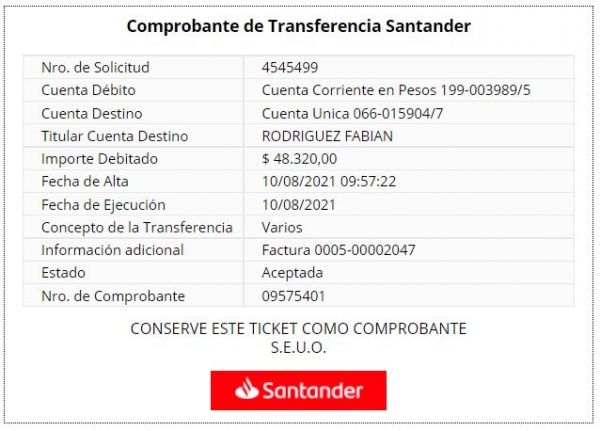 Comprobante de Transferencia Santander
Nro. de Solicitud 4545499
Cuenta Débito Cuenta Corriente en Pesos 199-003989/5
Cuenta Destino Cuenta Unica 066-015904/7
Titular Cuenta Destino RODRIGUEZ FABIAN
Importe Debitado $ 48.320,00
Fecha de Alta 10/08/2021 09:57:22
Fecha de Ejecución 10/08/2021
Concepto de la Transferencia Varios
Información adicional Factura 0005-00002047
Estado Aceptada
Nro. de Comprobante 09575401
CONSERVE ESTE TICKET COMO COMPROBANTE
S.E.U.O.
Santander